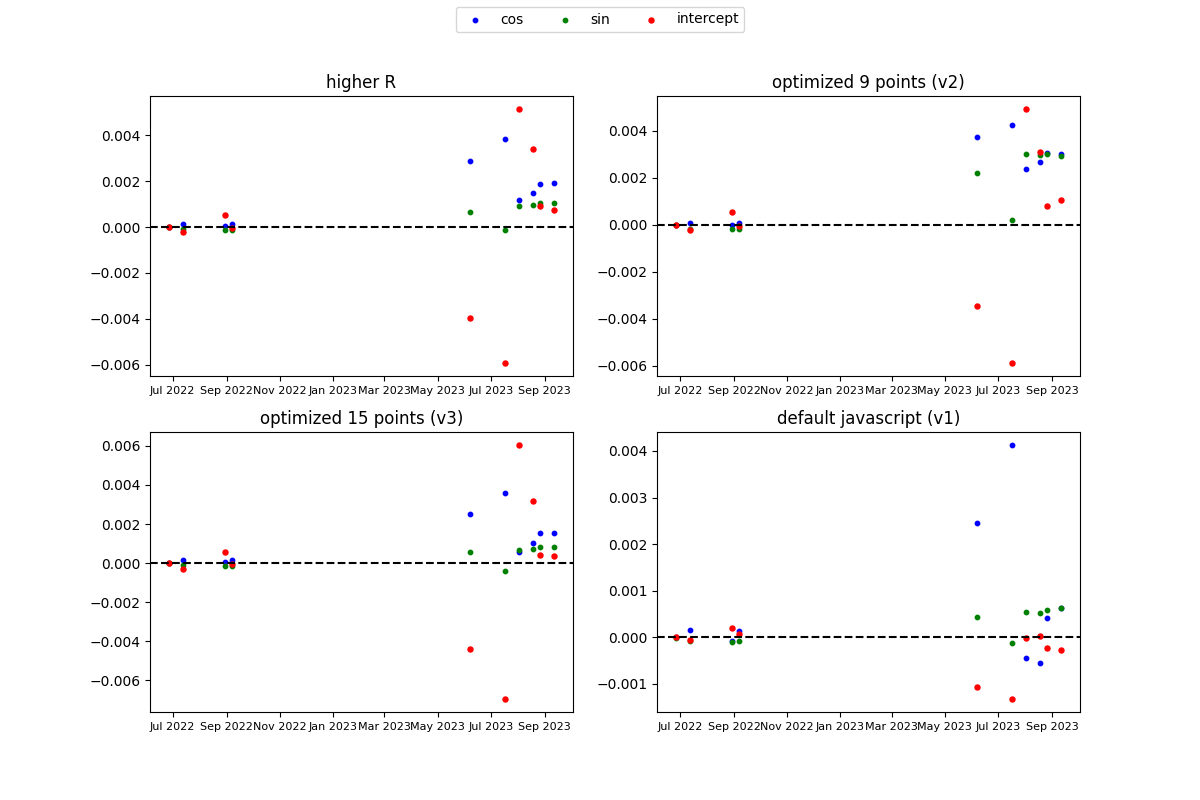 cos sin intercept
higher R
0.004
0.002
0.000
−0.002
−0.004
−0.006
Jul 2022 Sep 2022 Nov 2022 Jan 2023 Mar 2023 May 2023 Jul 2023 Sep 2023
optimized 9 points (v2)
0.004
0.002
0.000
−0.002
−0.004
−0.006
Jul 2022 Sep 2022 Nov 2022 Jan 2023 Mar 2023 May 2023 Jul 2023 Sep 2023
optimized 15 points (v3)
0.006
0.004
0.002
0.000
−0.002
−0.004
−0.006
Jul 2022 Sep 2022 Nov 2022 Jan 2023 Mar 2023 May 2023 Jul 2023 Sep 2023
default javascript (v1)
0.004
0.003
0.002
0.001
0.000
−0.001
Jul 2022 Sep 2022 Nov 2022 Jan 2023 Mar 2023 May 2023 Jul 2023 Sep 2023